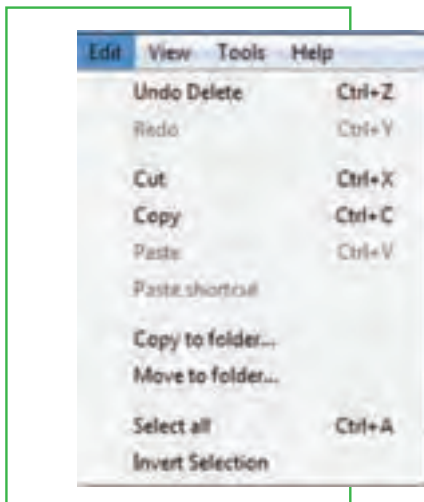 Edit View Tools Help
Undo Delete Ctrl+Z
Redo Ctrl+Y
Cut Ctrl+X
Copy Ctrl+C
Paste Ctrl+V
Paste shortcut
Copy to folder...
Move to folder...
Select all Ctrl+A
Invert Selection